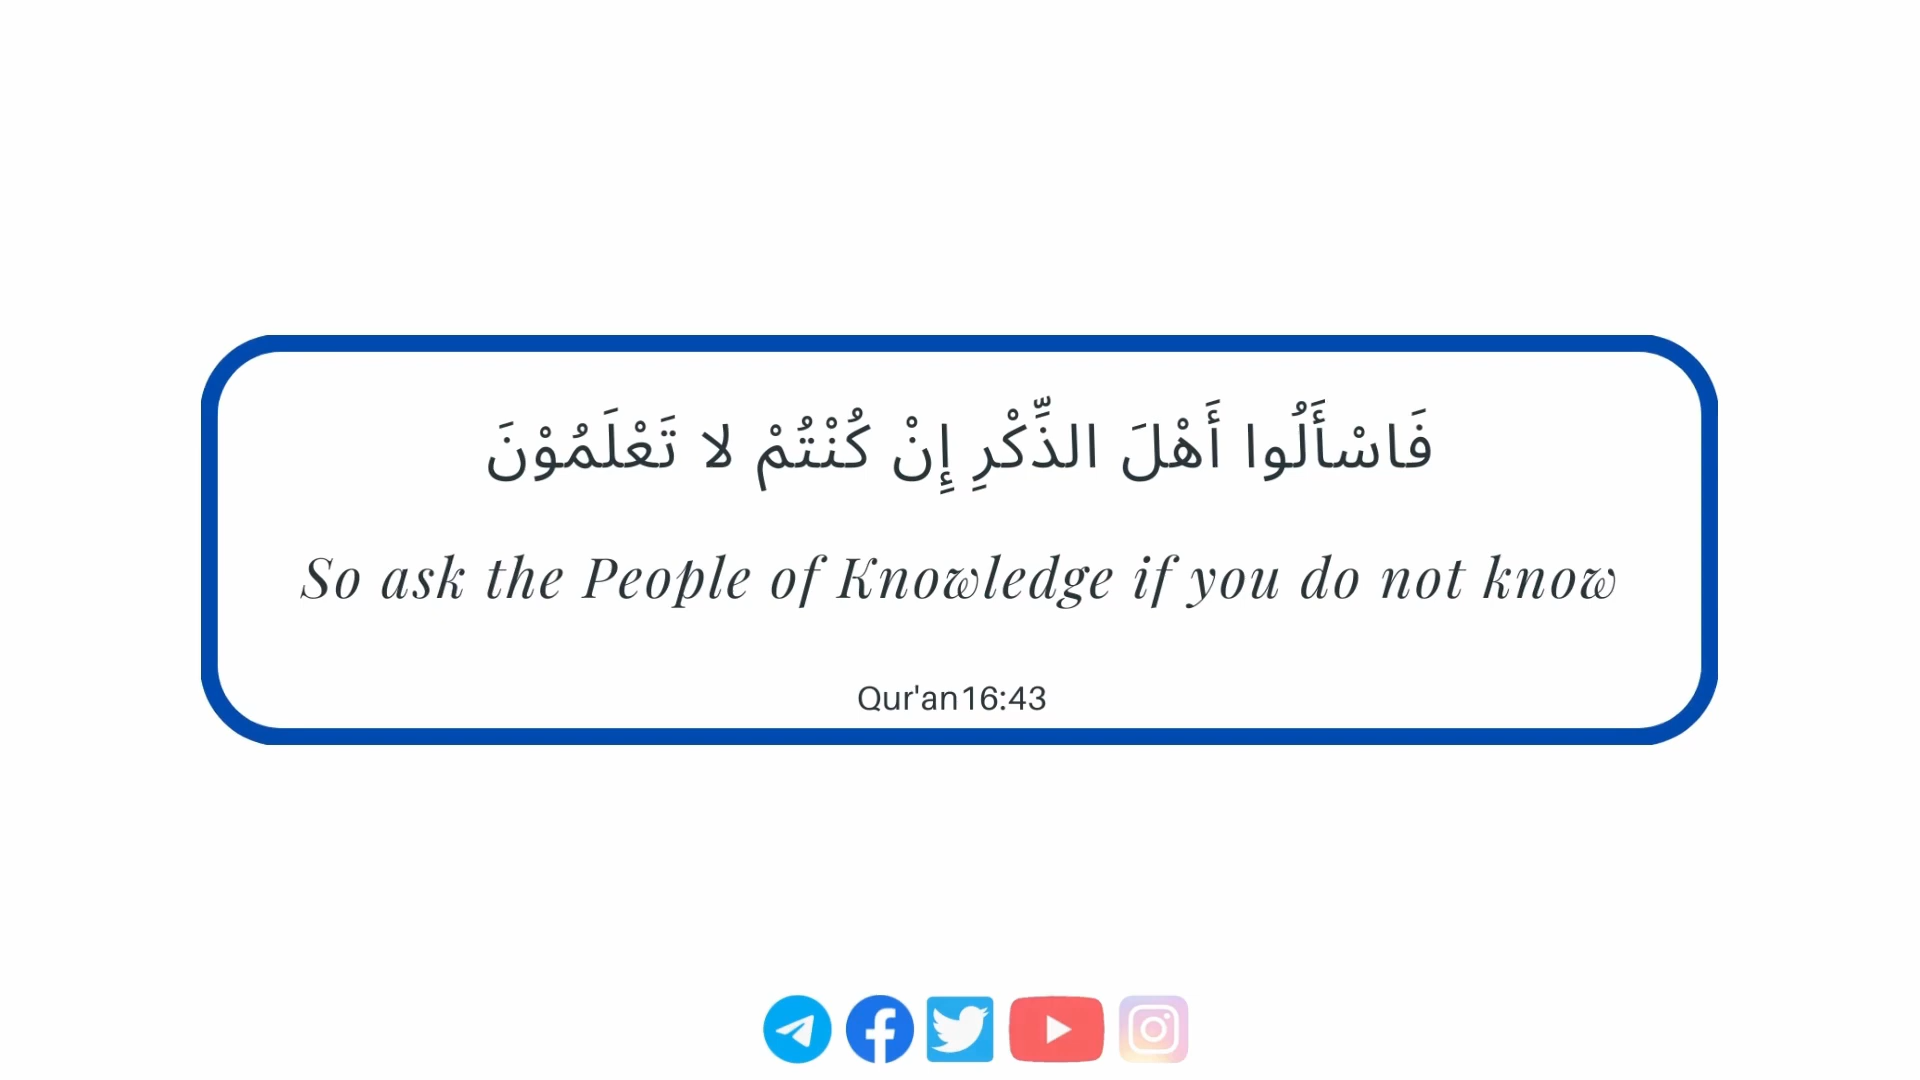 فَاسْأَلُوا أَهْلَ الذِّكْرِ إِنْ كُنْتُمْ لا تَعْلَمُوْنَ
So ask the People of Knowledge if you do not know
Qur'an16:43